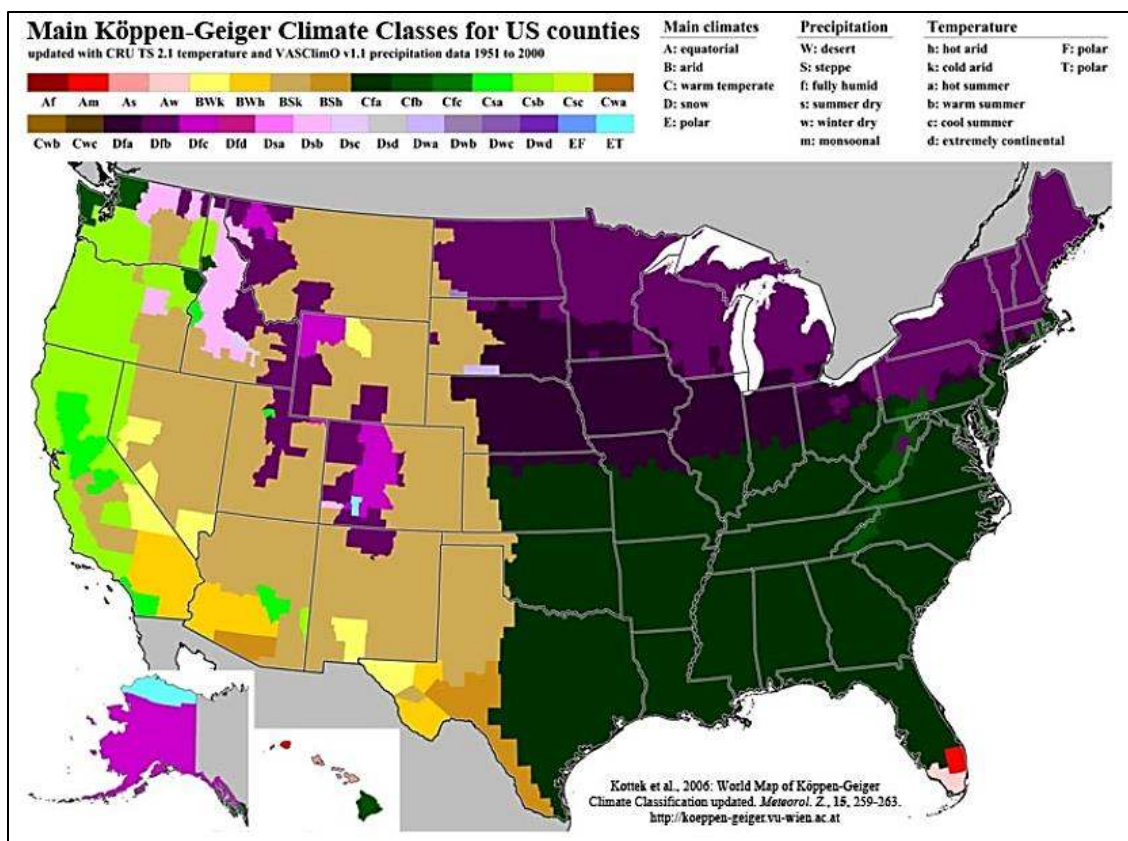 Main Köppen-Geiger Climate Classes for US counties
updated with CRU TS 2.1 temperature and VASClimO v1.1 precipitation data 1951 to 2000
Af Am As Aw BWk BWh BSk BSh Cfa Cfb Cfc Csa Csb Csc Cwa
Cwb Cwc Dfa Dfb Dfc Dfd Dsa Dsb Dsc Dsd Dwa Dwb Dwc Dwd EF ET
Main climates
A: equatorial
B: arid
C: warm temperate
D: snow
E: polar
Precipitation
W: desert
S: steppe
f: fully humid
s: summer dry
w: winter dry
m: monsoonal
Temperature
h: hot arid
k: cold arid
a: hot summer
b: warm summer
c: cool summer
d: extremely continental
F: polar
T: polar
Kottek et al., 2006: World Map of Köppen-Geiger
Climate Classification updated. Meteorol. Z., 15, 259-263.
http://koeppen-geiger.vu-wien.ac.at